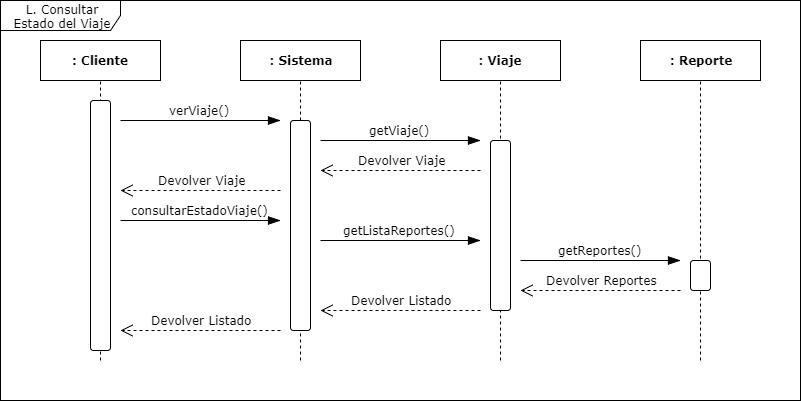 L. Consultar
Estado del Viaje
: Cliente
: Sistema
: Viaje
: Reporte
verViaje()
getViaje()
Devolver Viaje
Devolver Viaje
consultarEstadoViaje()
getListaReportes()
getReportes()
Devolver Reportes
Devolver Listado
Devolver Listado